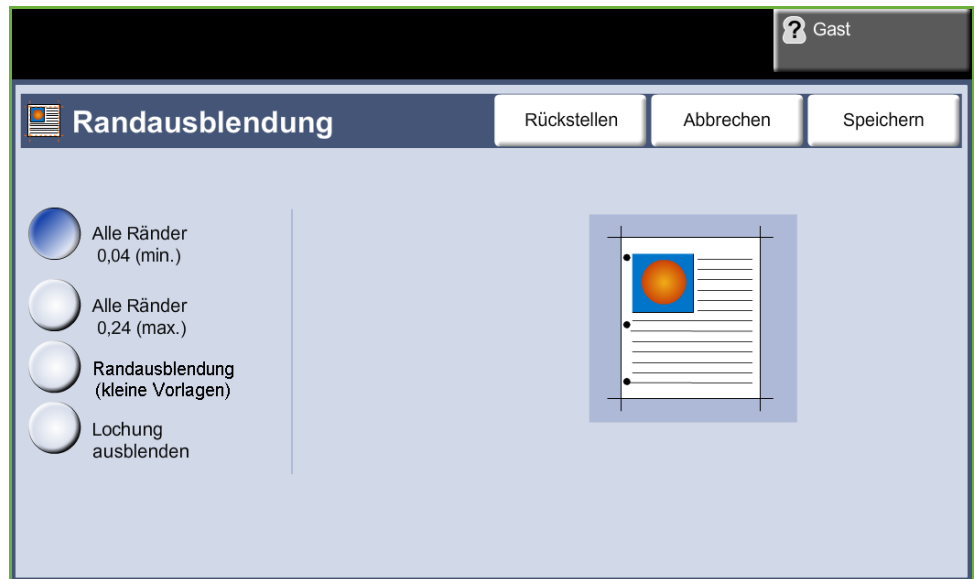 ? Gast
Randausblendung
Rückstellen
Abbrechen
Speichern
Alle Ränder
0,04 (min.)
Alle Ränder
0,24 (max.)
Randausblendung
(kleine Vorlagen)
Lochung
ausblenden